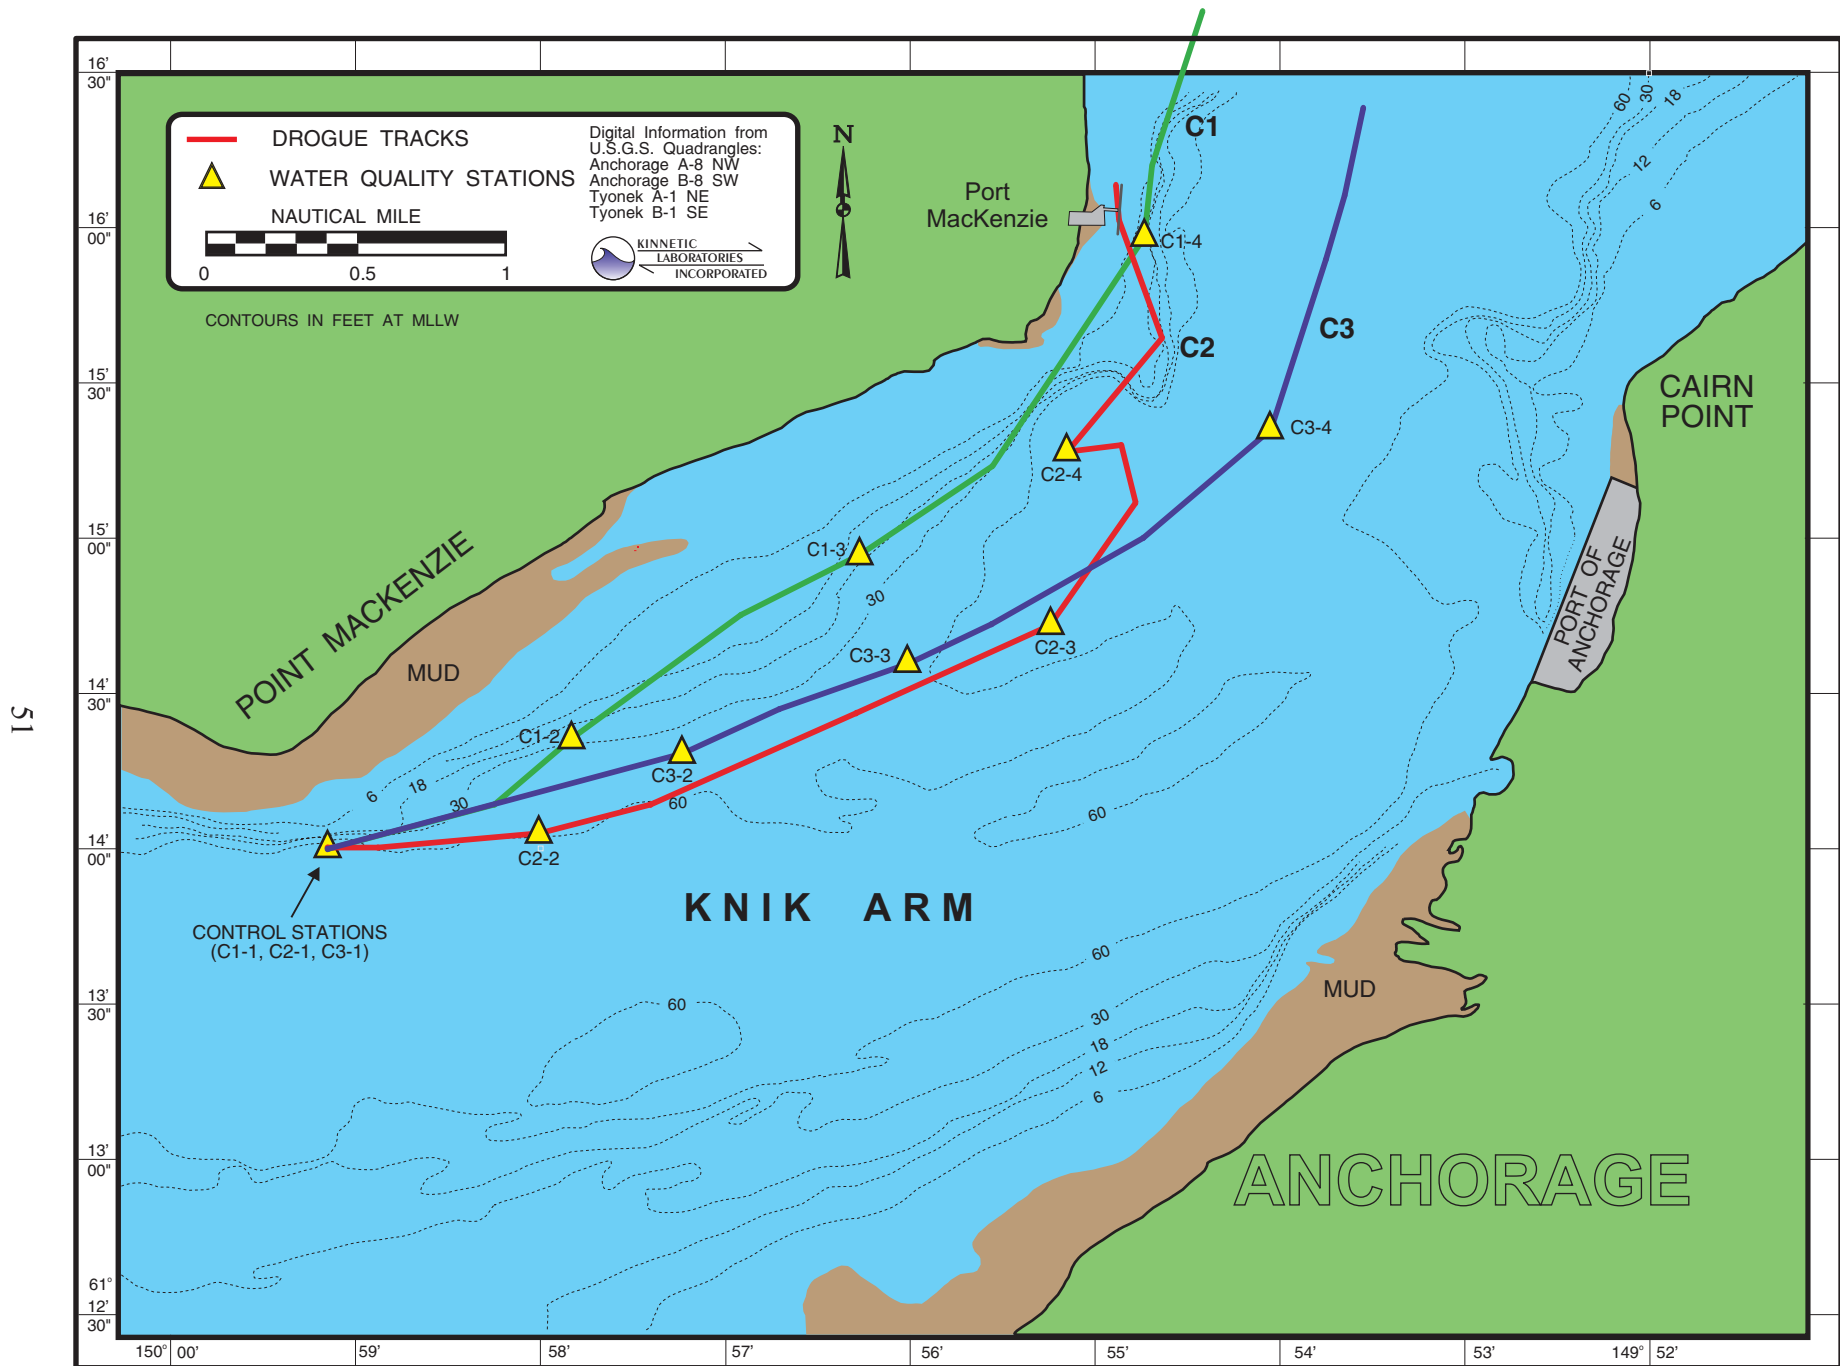 16'
30"
16'
00"
15'
30"
15'
00"
14'
30"
14'
00"
13'
30"
13'
00"
61°
12'
30"
DROGUE TRACKS
WATER QUALITY STATIONS
NAUTICAL MILE
0 0.5 1
Digital Information from
U.S.G.S. Quadrangles:
Anchorage A-8 NW
Anchorage B-8 SW
Tyonek A-1 NE
Tyonek B-1 SE
KINNETIC
LABORATORIES
INCORPORATED
CONTOURS IN FEET AT MLLW
N
Port
MacKenzie
C1
C1-4
C2
C3
60
30
18
12
6
CAIRN
POINT
C3-4
C2-4
C1-3
30
POINT MACKENZIE
MUD
PORT OF
ANCHORAGE
C3-3
C2-3
C1-2
C3-2
6
18
30
60
60
C2-2
CONTROL STATIONS
(C1-1, C2-1, C3-1)
KNIK ARM
60
60
30
18
12
6
MUD
ANCHORAGE
51
150° 00' 59' 58' 57' 56' 55' 54' 53' 149° 52'